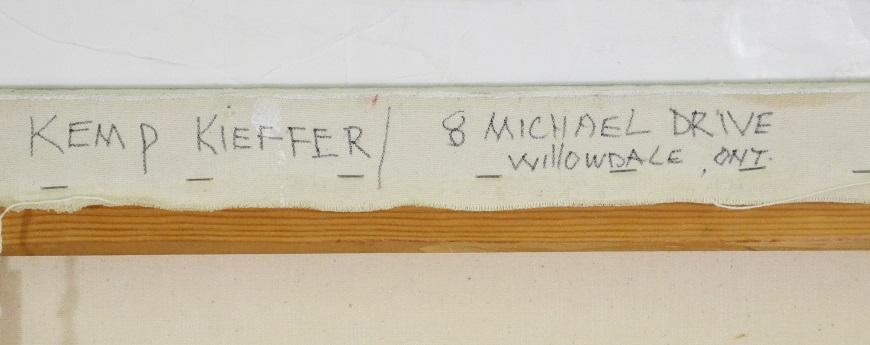 KEMP KIEFFER / 8 MICHAEL DRIVE
WillOWDALE, ONT.